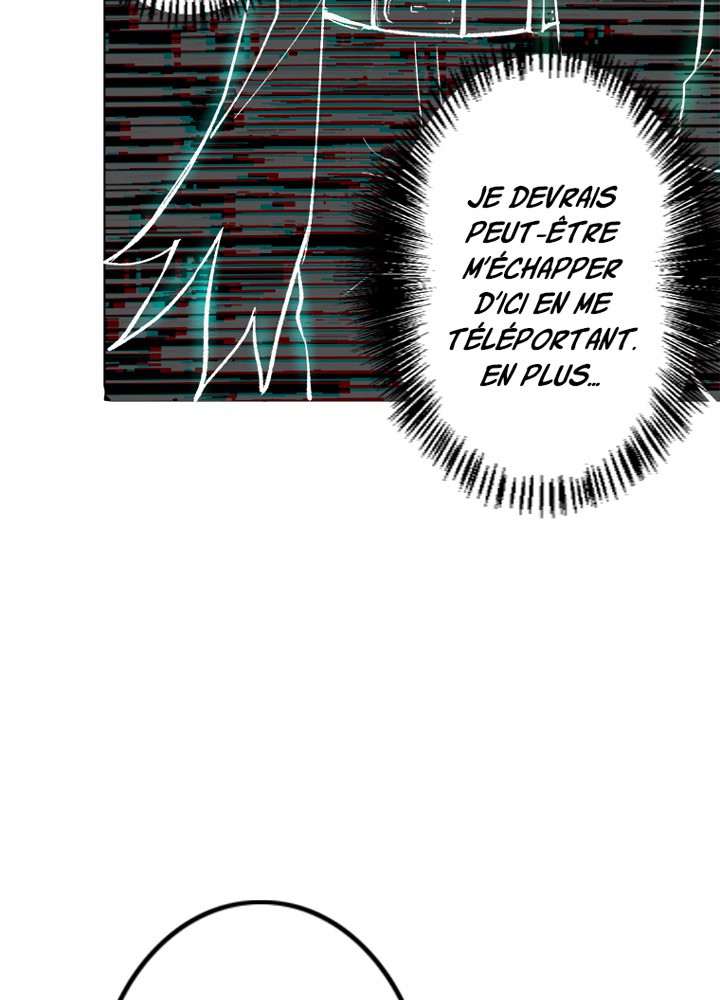 JE DEVRAIS
PEUT-ÊTRE
M'ÉCHAPPER
D'ICI EN ME
TÉLÉPORTANT.
EN PLUS...